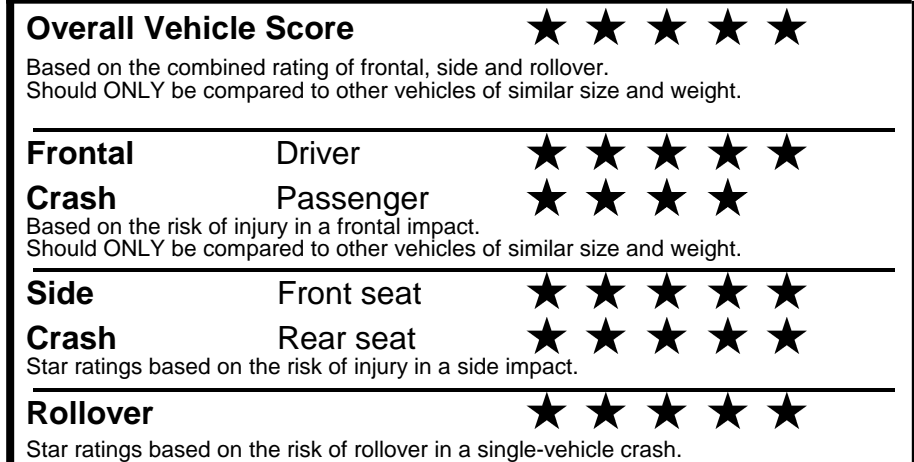 Overall Vehicle Score ★ ★ ★ ★ ★
Based on the combined rating of frontal, side and rollover.
Should ONLY be compared to other vehicles of similar size and weight.
Frontal Driver ★ ★ ★ ★ ★
Crash Passenger ★ ★ ★ ★
Based on the risk of injury in a frontal impact.
Should ONLY be compared to other vehicles of similar size and weight.
Side Front seat ★ ★ ★ ★ ★
Crash Rear seat ★ ★ ★ ★ ★
Star ratings based on the risk of injury in a side impact.
Rollover ★ ★ ★ ★ ★
Star ratings based on the risk of rollover in a single-vehicle crash.